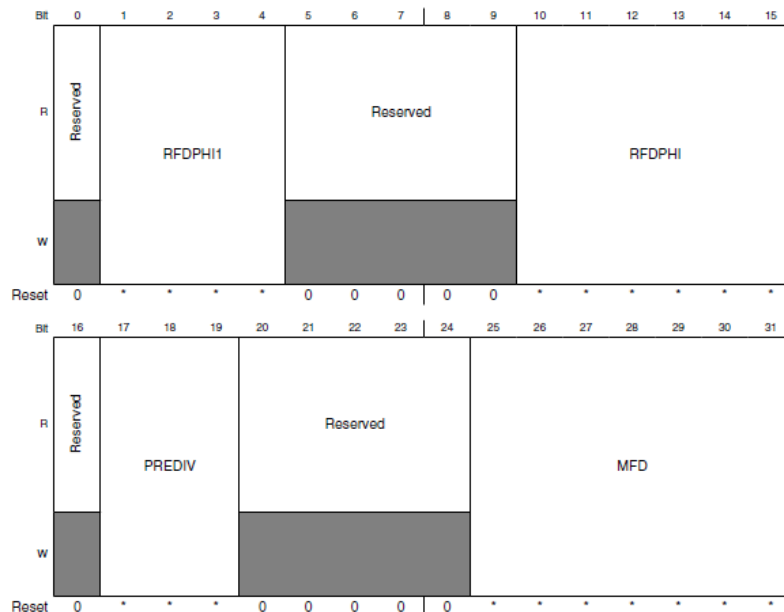 Bit 0 1 2 3 4 5 6 7 8 9 10 11 12 13 14 15
R Reserved Reserved
RFDPHI1 RFDPHI
W
Reset 0 * * * * 0 0 0 0 0 * * * * * *
Bit 16 17 18 19 20 21 22 23 24 25 26 27 28 29 30 31
R Reserved Reserved
PREDIV MFD
W
Reset 0 * * * 0 0 0 0 0 * * * * * * *